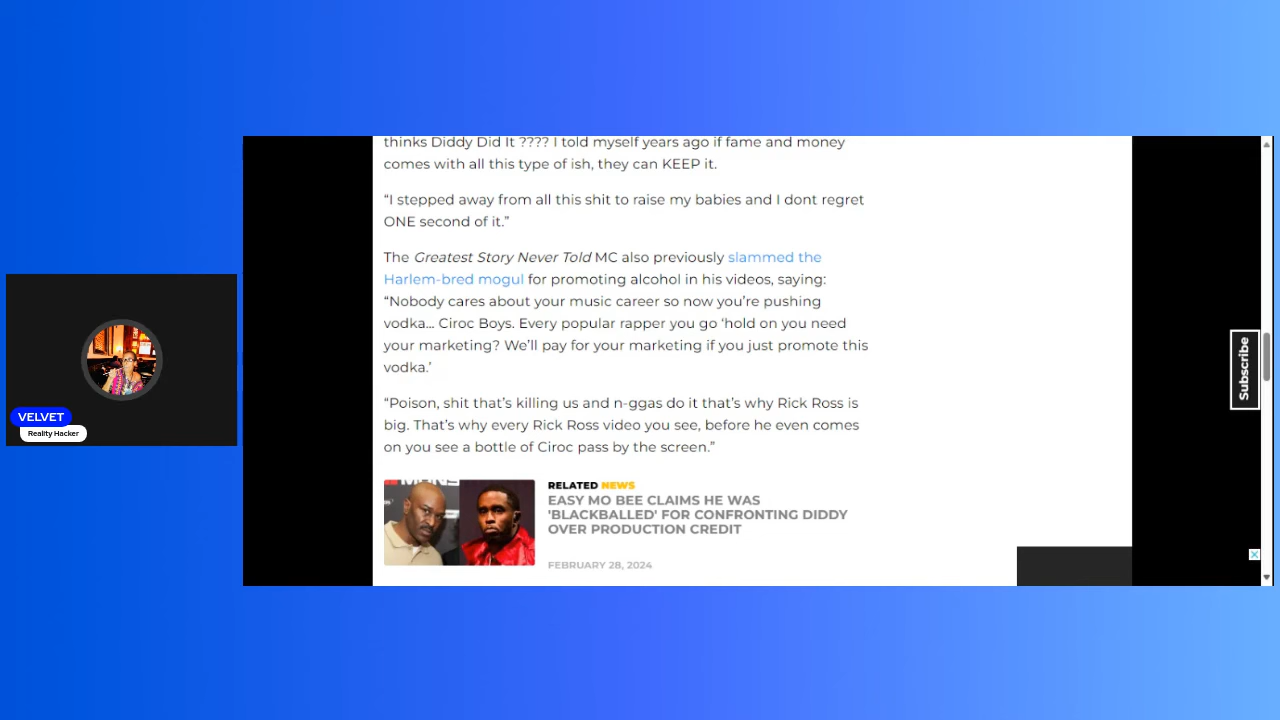 thinks Diddy Did It ???? I told myself years ago if fame and money
comes with all this type of ish, they can KEEP it.
“I stepped away from all this shit to raise my babies and I dont regret
ONE second of it.”
The Greatest Story Never Told MC also previously slammed the
Harlem-bred mogul for promoting alcohol in his videos, saying:
“Nobody cares about your music career so now you’re pushing
vodka… Ciroc Boys. Every popular rapper you go ‘hold on you need
your marketing? We’ll pay for your marketing if you just promote this
vodka.’
“Poison, shit that’s killing us and n-ggas do it that’s why Rick Ross is
big. That’s why every Rick Ross video you see, before he even comes
on you see a bottle of Ciroc pass by the screen.”
RELATED NEWS
EASY MO BEE CLAIMS HE WAS
'BLACKBALLED' FOR CONFRONTING DIDDY
OVER PRODUCTION CREDIT
FEBRUARY 28, 2024
Subscribe
VELVET
Reality Hacker